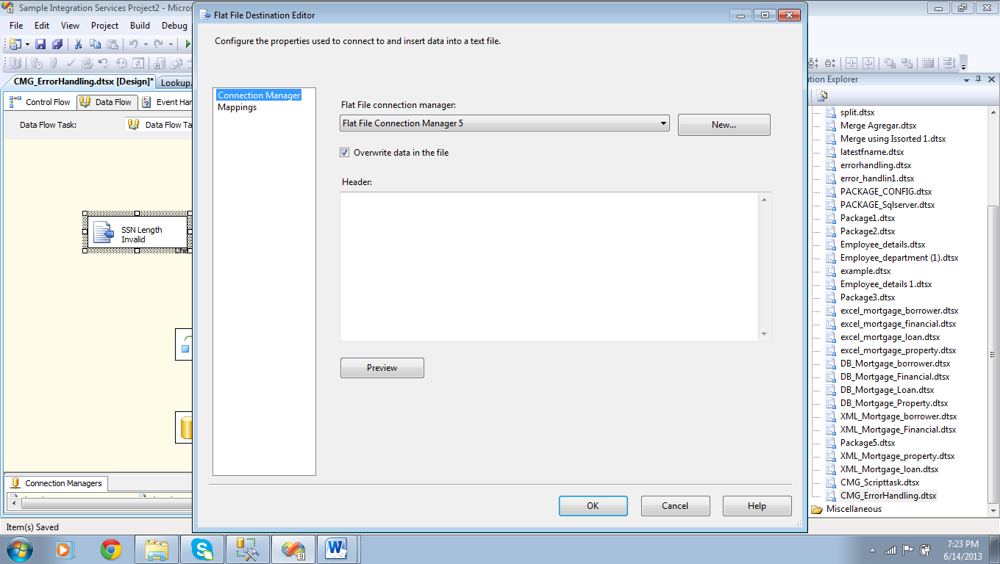 Sample Integration Services Project2 - Micros
Flat File Destination Editor
File Edit View Project Build Debug
Configure the properties used to connect to and insert data into a text file.
CMG_ErrorHandling.dtsx [Design]* Lookup.
Control Flow Data Flow Event Han
Data Flow Task: Data Flow Ta
SSN Length
Invalid
Connection Managers
Item(s) Saved
Connection Manager
Mappings
Flat File connection manager:
Flat File Connection Manager 5
New...
Overwrite data in the file
Header:
Preview
OK Cancel Help
ution Explorer
split.dtsx
Merge Agregar.dtsx
Merge using Issorted 1.dtsx
latestfname.dtsx
errorhandling.dtsx
error_handlin1.dtsx
PACKAGE_CONFIG.dtsx
PACKAGE_Sqlserver.dtsx
Package1.dtsx
Package2.dtsx
Employee_details.dtsx
Employee_department (1).dtsx
example.dtsx
Employee_details 1.dtsx
Package3.dtsx
excel_mortgage_borrower.dtsx
excel_mortgage_financial.dtsx
excel_mortgage_loan.dtsx
excel_mortgage_property.dtsx
DB_Mortgage_borrower.dtsx
DB_Mortgage_Financial.dtsx
DB_Mortgage_Loan.dtsx
DB_Mortgage_Property.dtsx
XML_Mortgage_borrower.dtsx
XML_Mortgage_Financial.dtsx
Package5.dtsx
XML_Mortgage_property.dtsx
XML_Mortgage_loan.dtsx
CMG_Scripttask.dtsx
CMG_ErrorHandling.dtsx
Miscellaneous
7:23 PM
6/14/2013